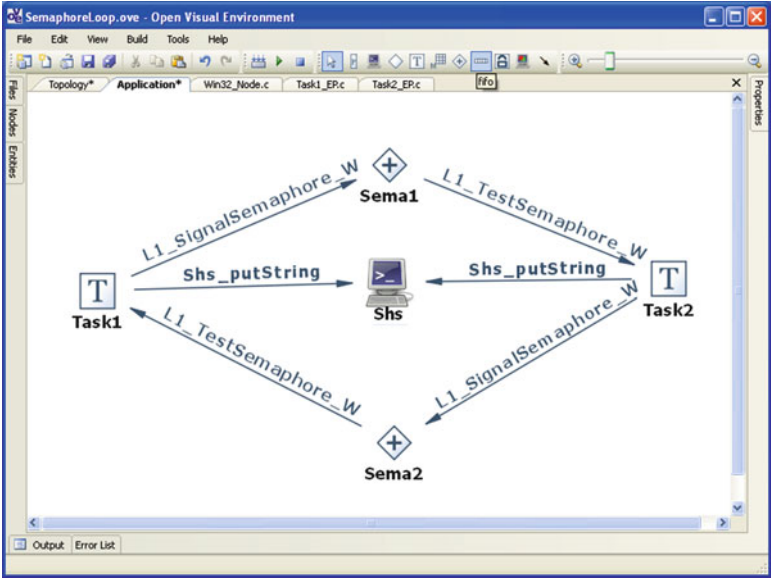 SemaphoreLoop.ove - Open Visual Environment
File Edit View Build Tools Help
fifo
Topology* Application* Win32_Node.c Task1_EP.c Task2_EP.c
Files
Nodes
Entities
Properties
Sema1
L1_SignalSemaphore_W
L1_TestSemaphore_W
Shs_putString
Shs_putString
T
Task1
>_
Shs
T
Task2
L1_TestSemaphore_W
L1_SignalSemaphore_W
Sema2
Output Error List